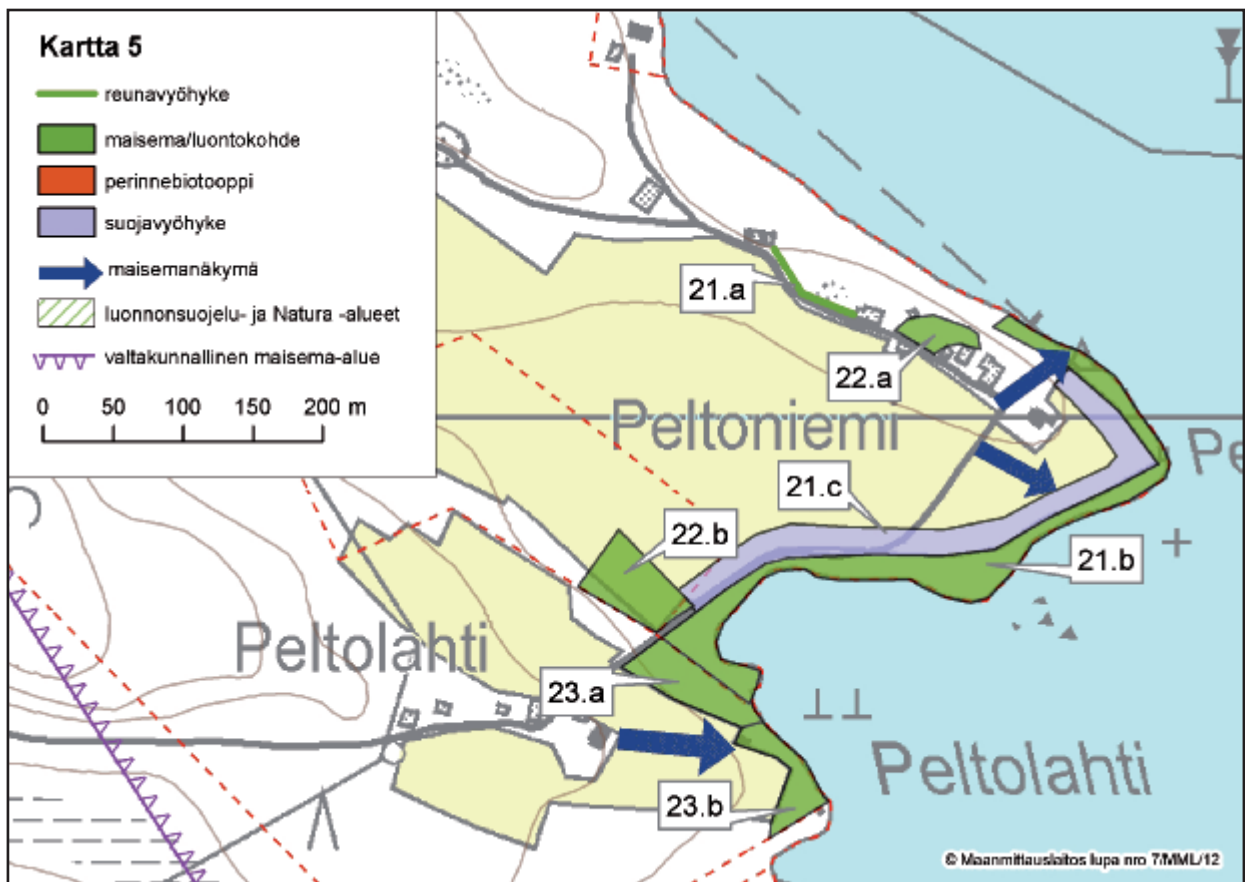 Kartta 5
reunavyöhyke
maisema/luontokohde
perinnebiotooppi
suojavyöhyke
maisemanäkymä
luonnonsuojelu- ja Natura -alueet
valtakunnallinen maisema-alue
0 50 100 150 200 m
21.a
22.a
Peltoniemi
Pe
21.c
22.b
21.b
Peltolahti
23.a
Peltolahti
23.b
© Maanmittauslaitos lupa nro 7/MML/12